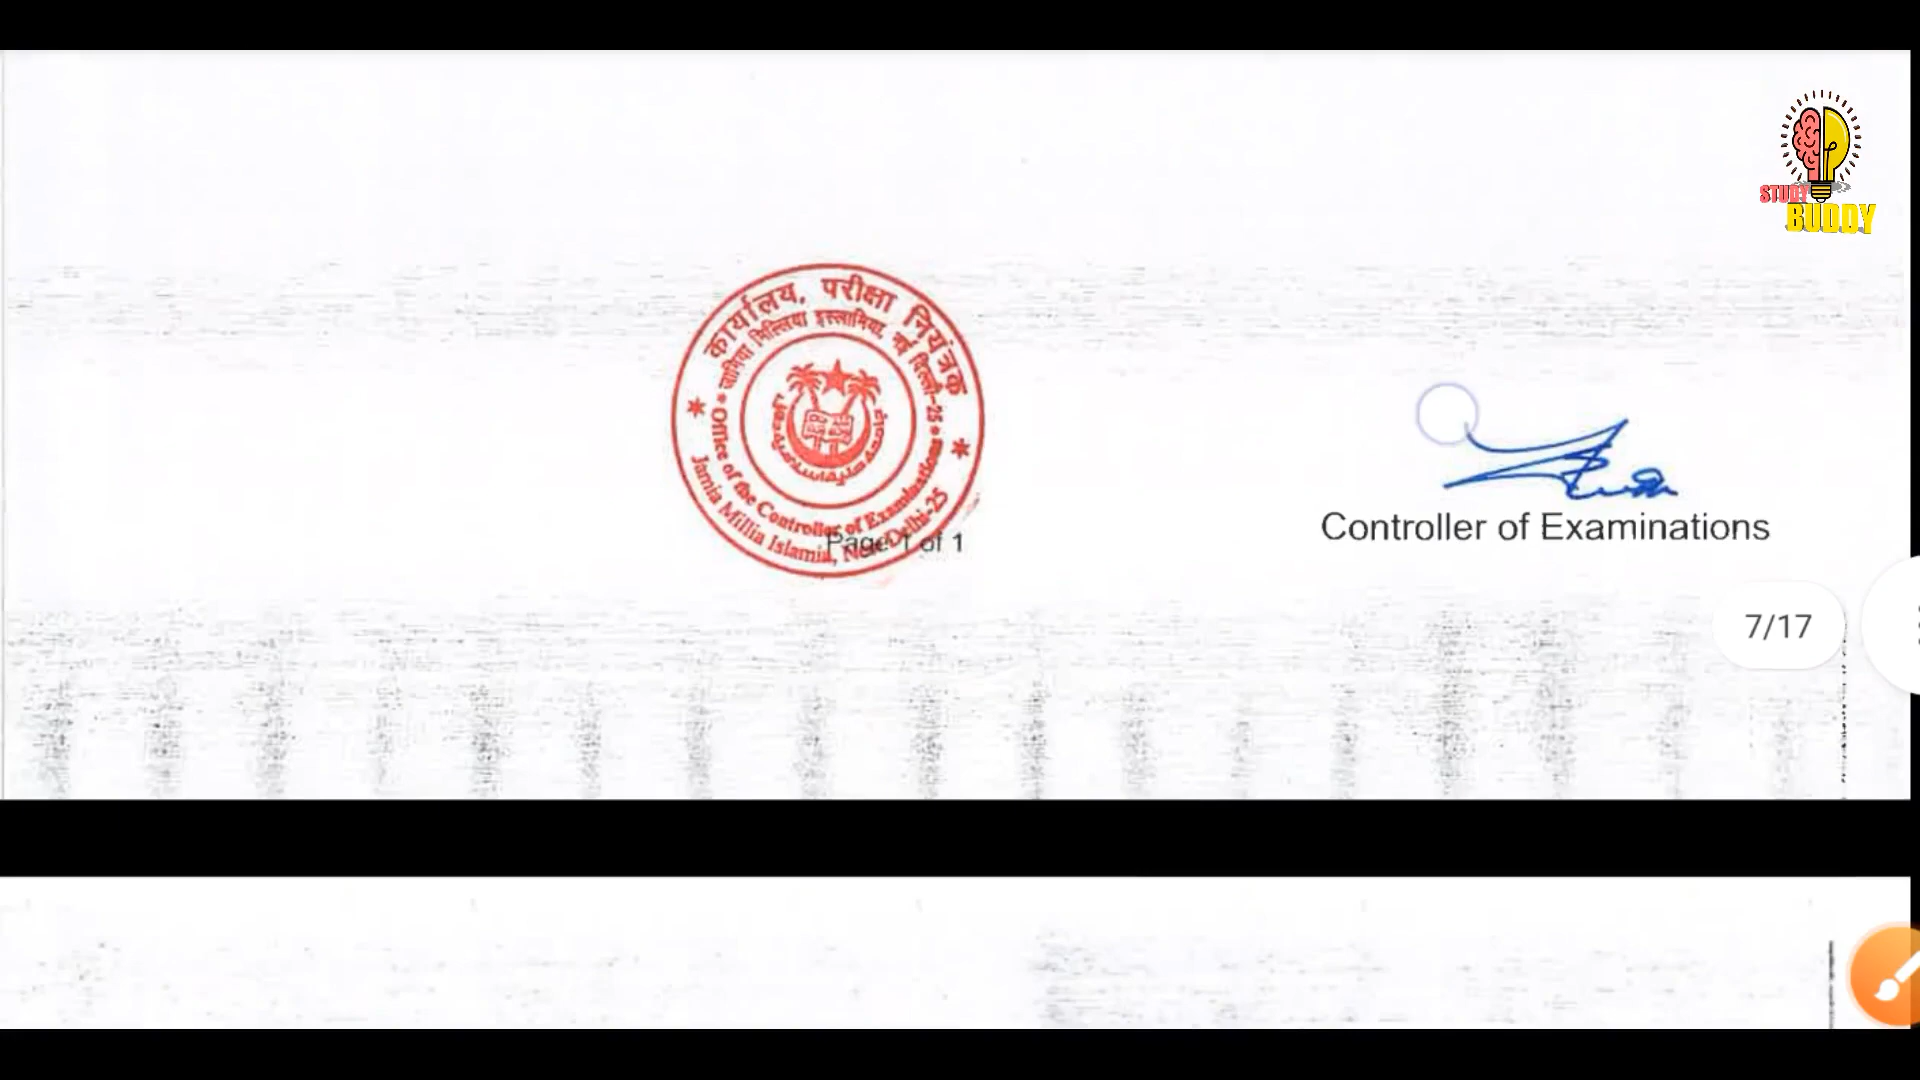 STUDY
BUDDY
कार्यालय, परीक्षा नियंत्रक
जामिया मिल्लिया इस्लामिया, नई दिल्ली-25
Office of the Controller of Examinations
Jamia Millia Islamia, New Delhi-25
Page 1 of 1
Controller of Examinations
7/17